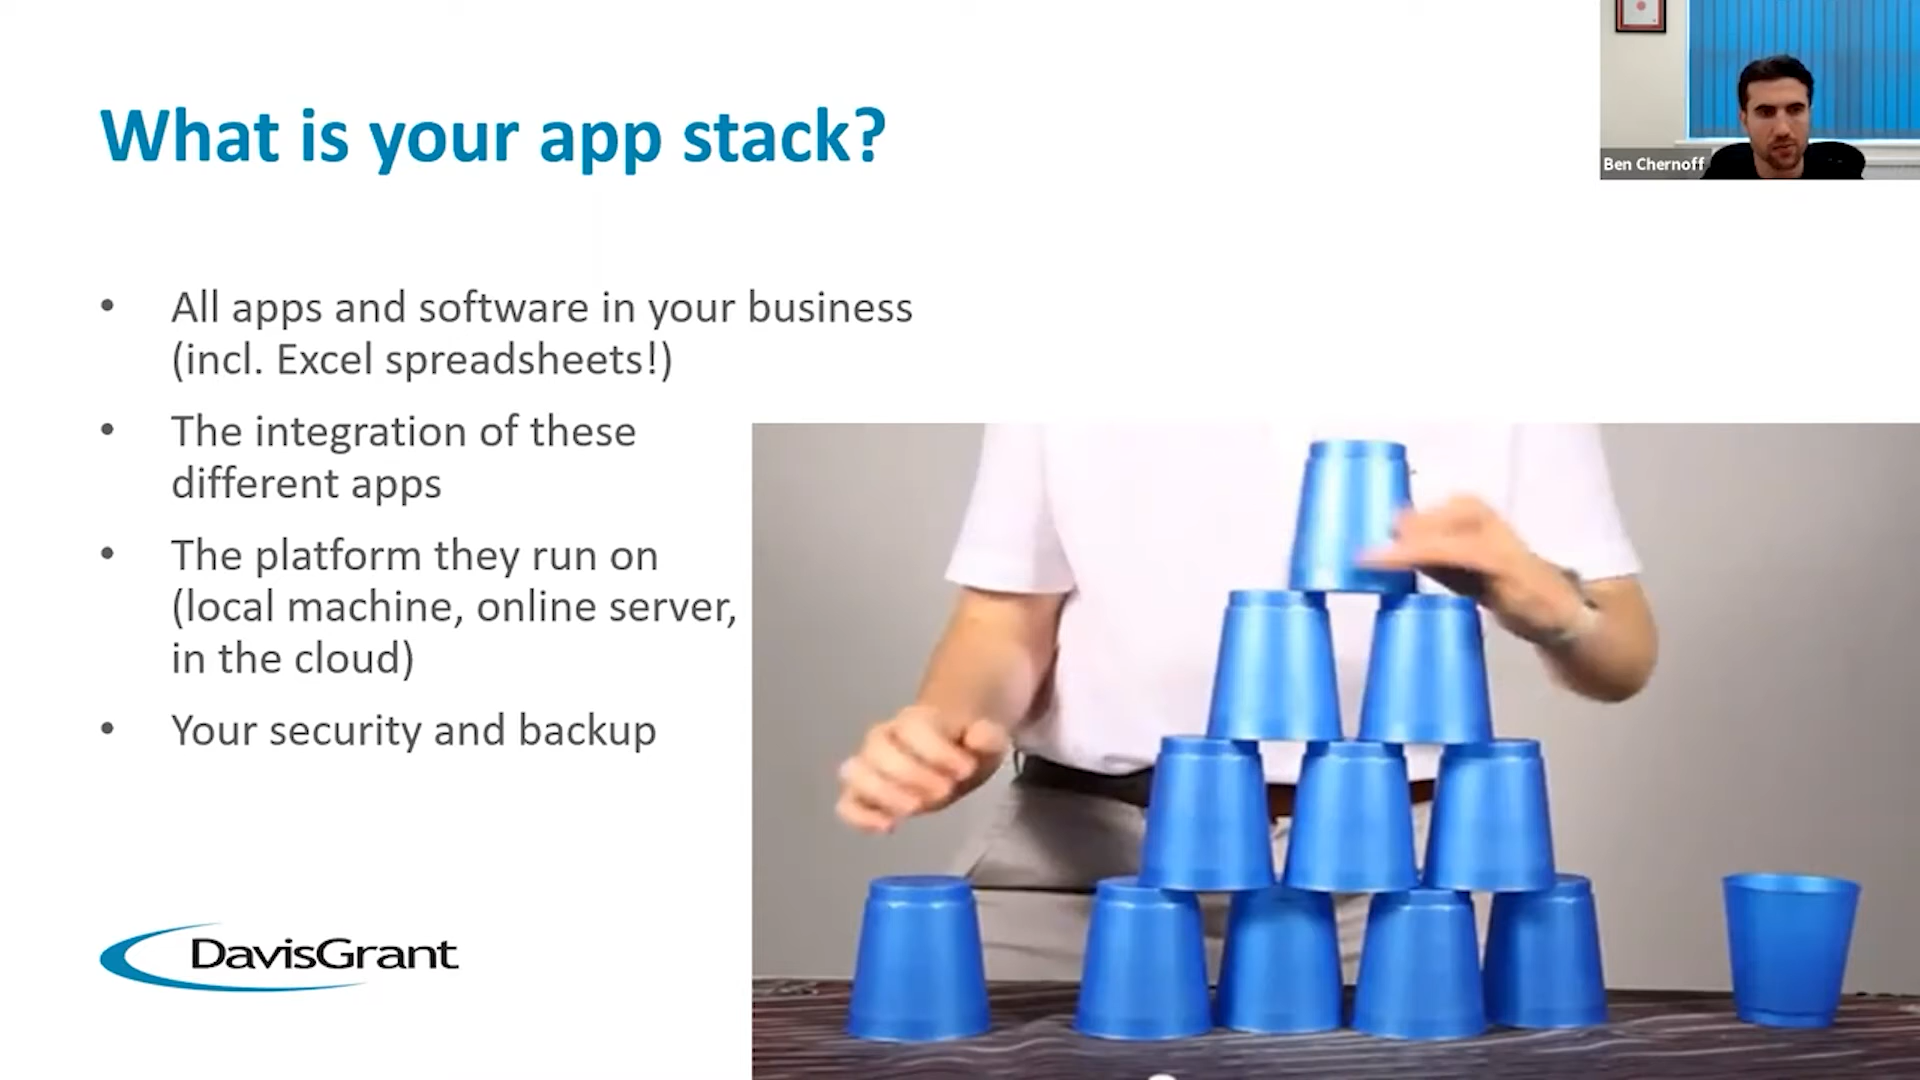 What is your app stack?
Ben Chernoff
• All apps and software in your business
(incl. Excel spreadsheets!)
• The integration of these
different apps
• The platform they run on
(local machine, online server,
in the cloud)
• Your security and backup
DavisGrant